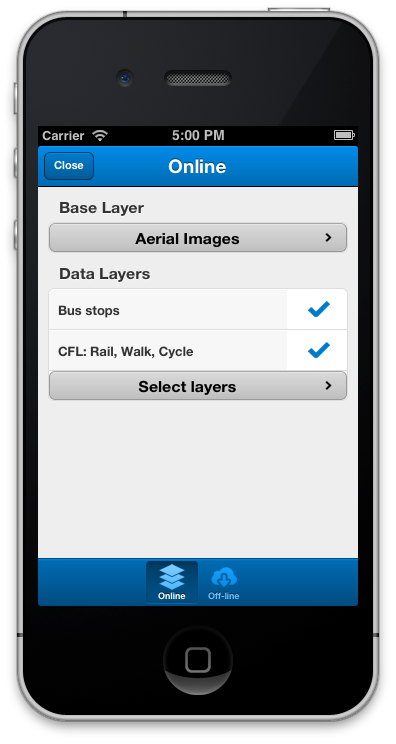 Carrier 5:00 PM
Close Online
Base Layer
Aerial Images
Data Layers
Bus stops
CFL: Rail, Walk, Cycle
Select layers
Online Off-line